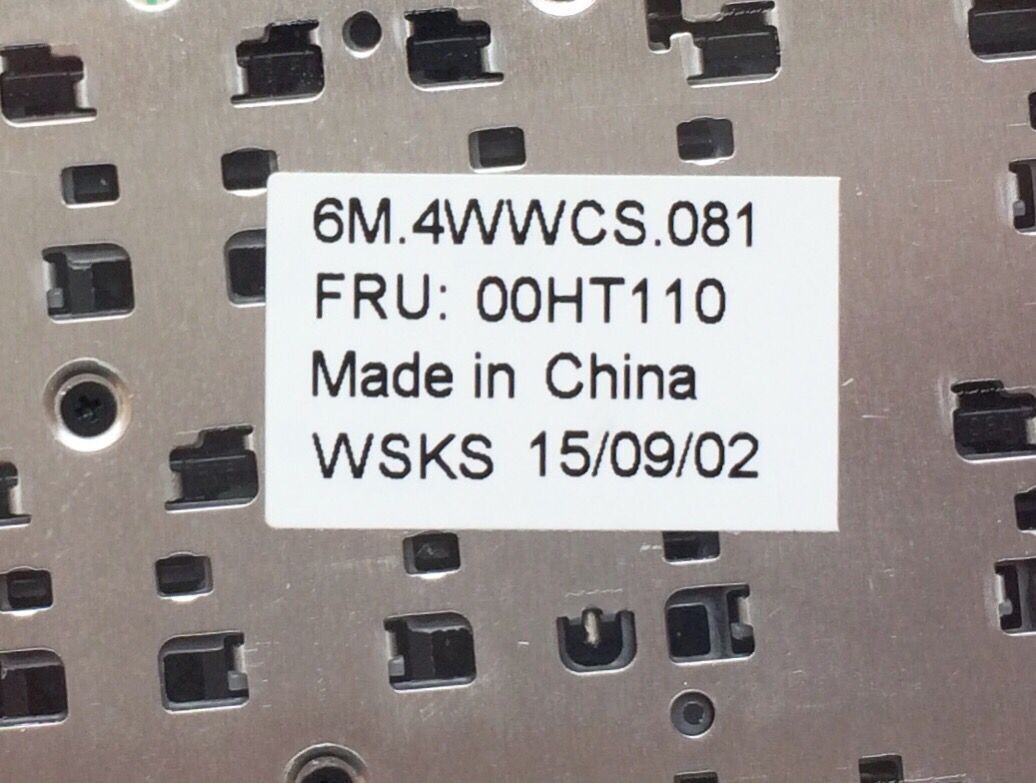 6M.4WWCS.081
FRU: 00HT110
Made in China
WSKS 15/09/02